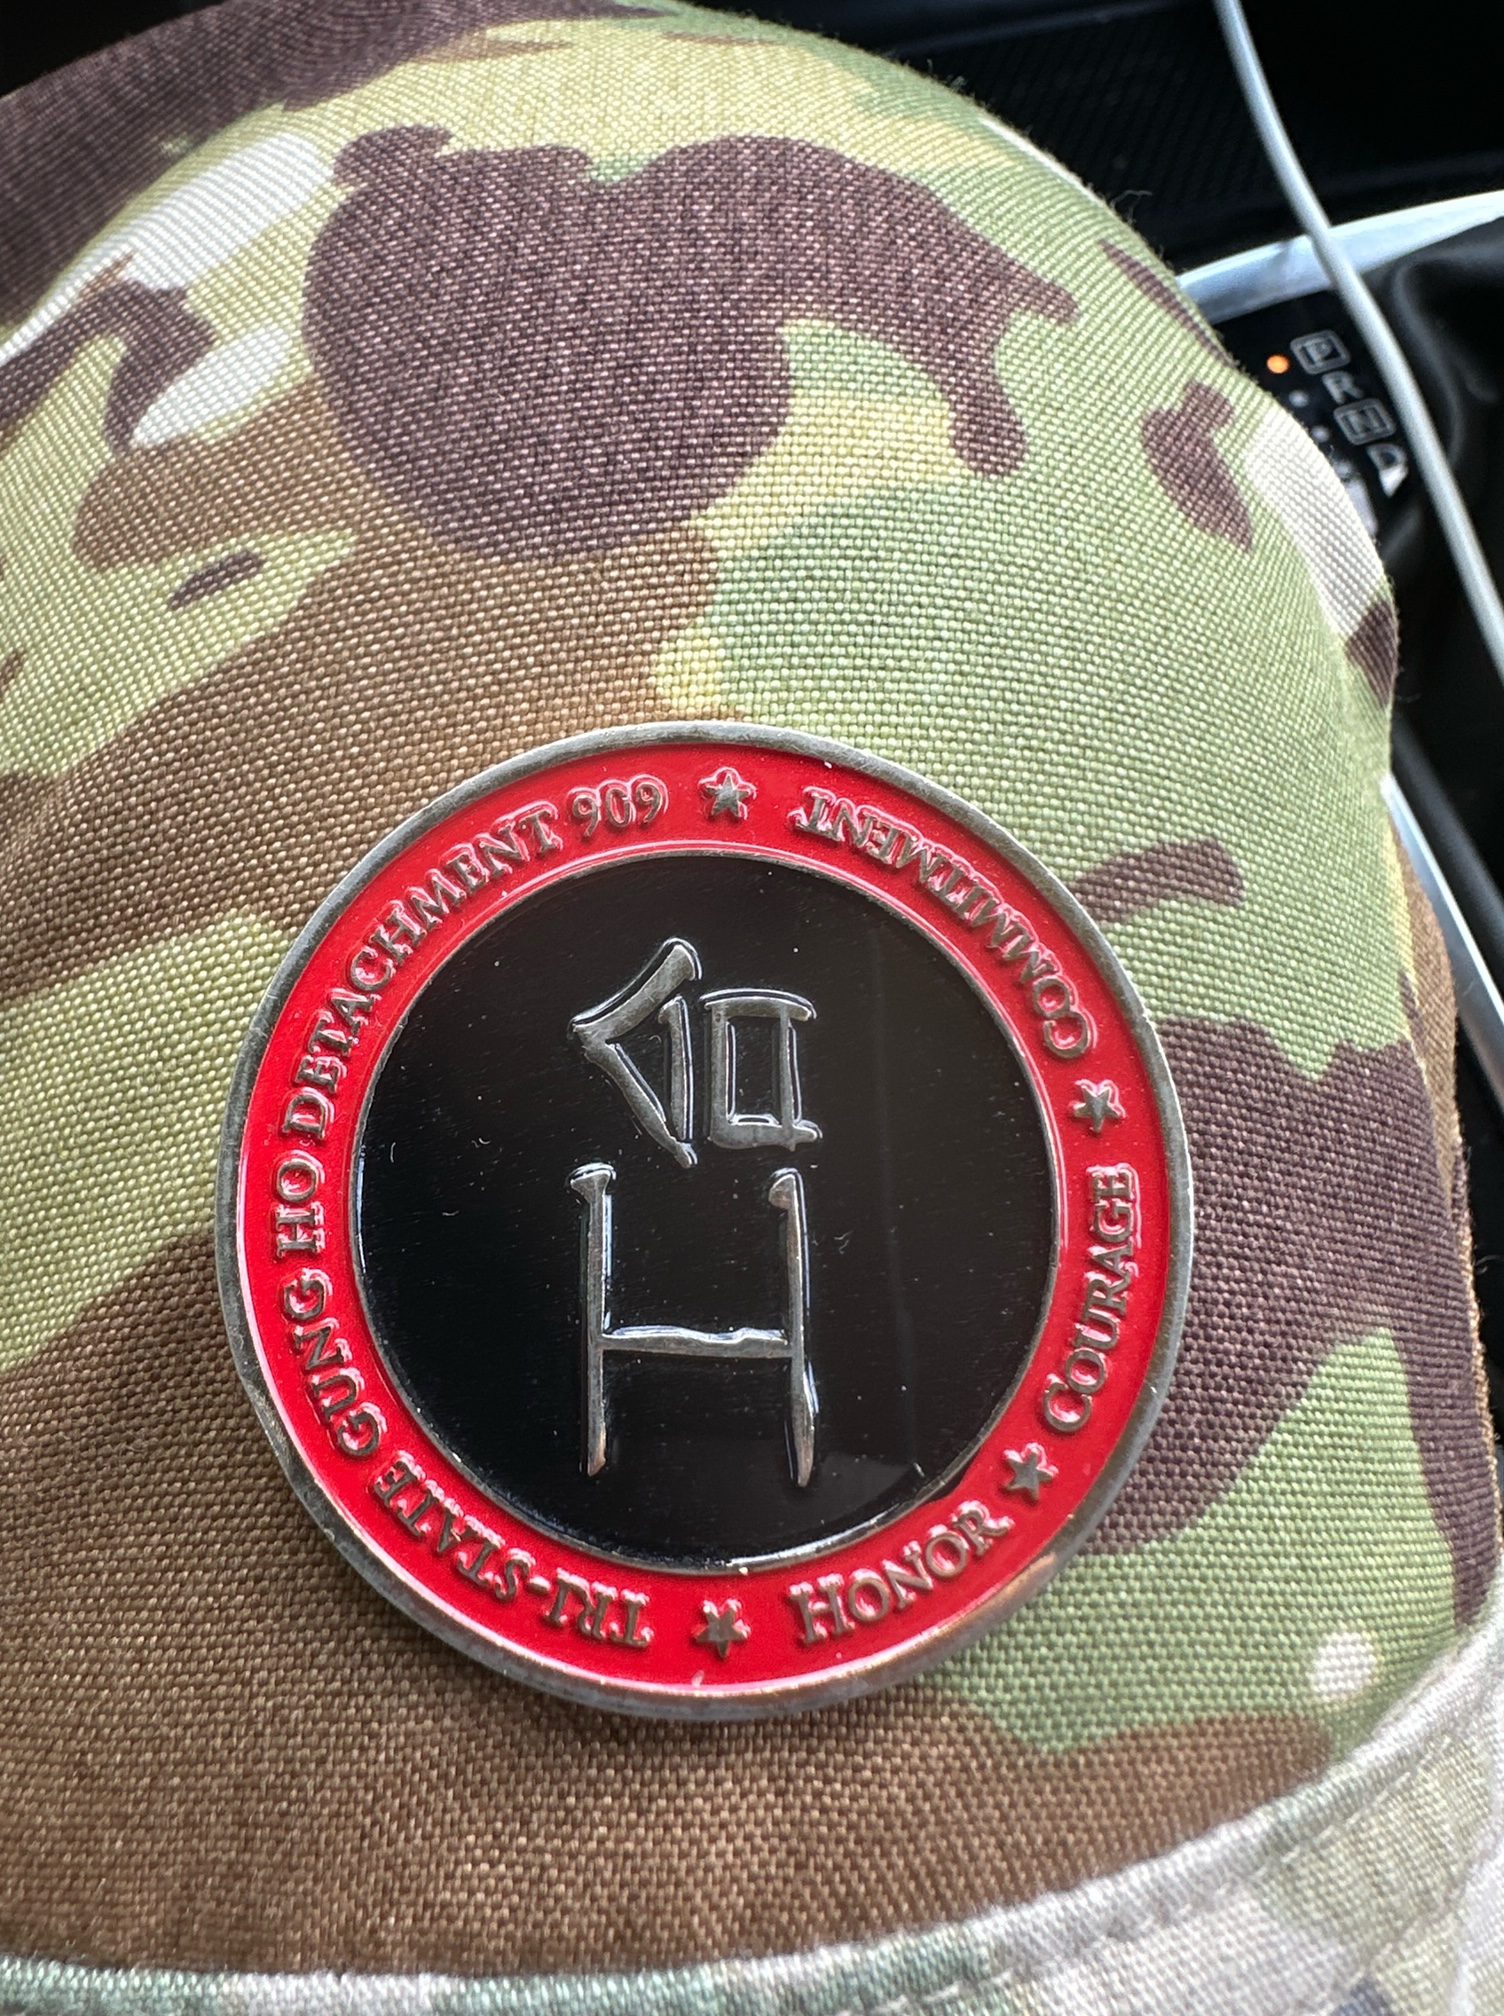 TRI-STATE GUNG HO DETACHMENT 909
COMMITMENT
COURAGE
HONOR
工合
P
R
N
D